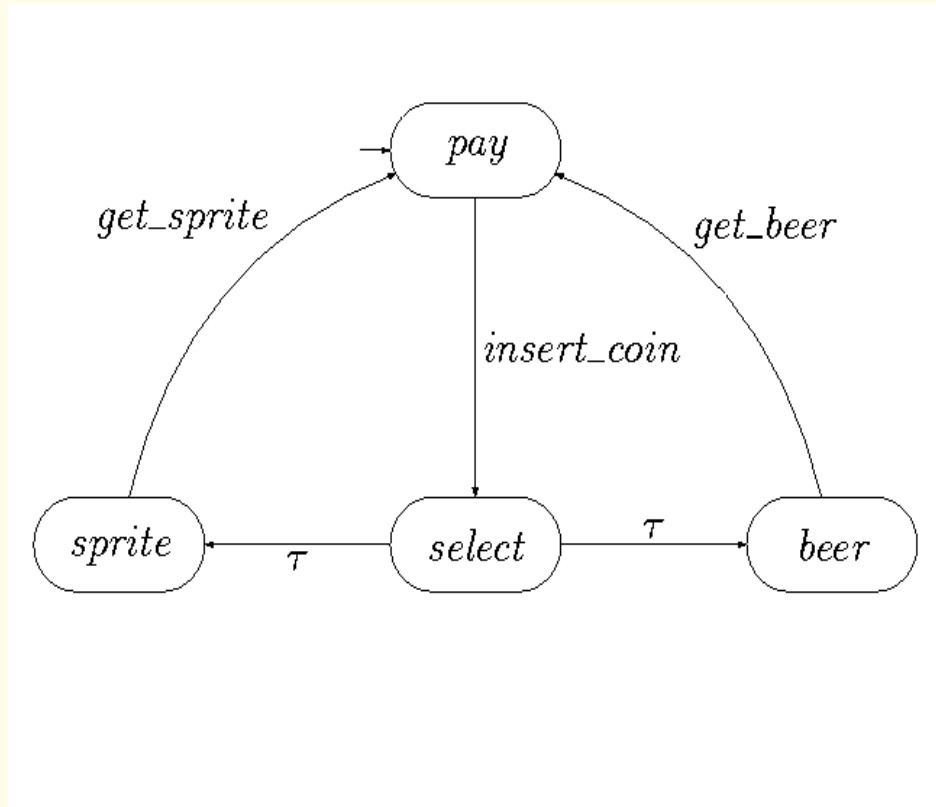 pay
get_sprite
get_beer
insert_coin
sprite
τ
select
τ
beer